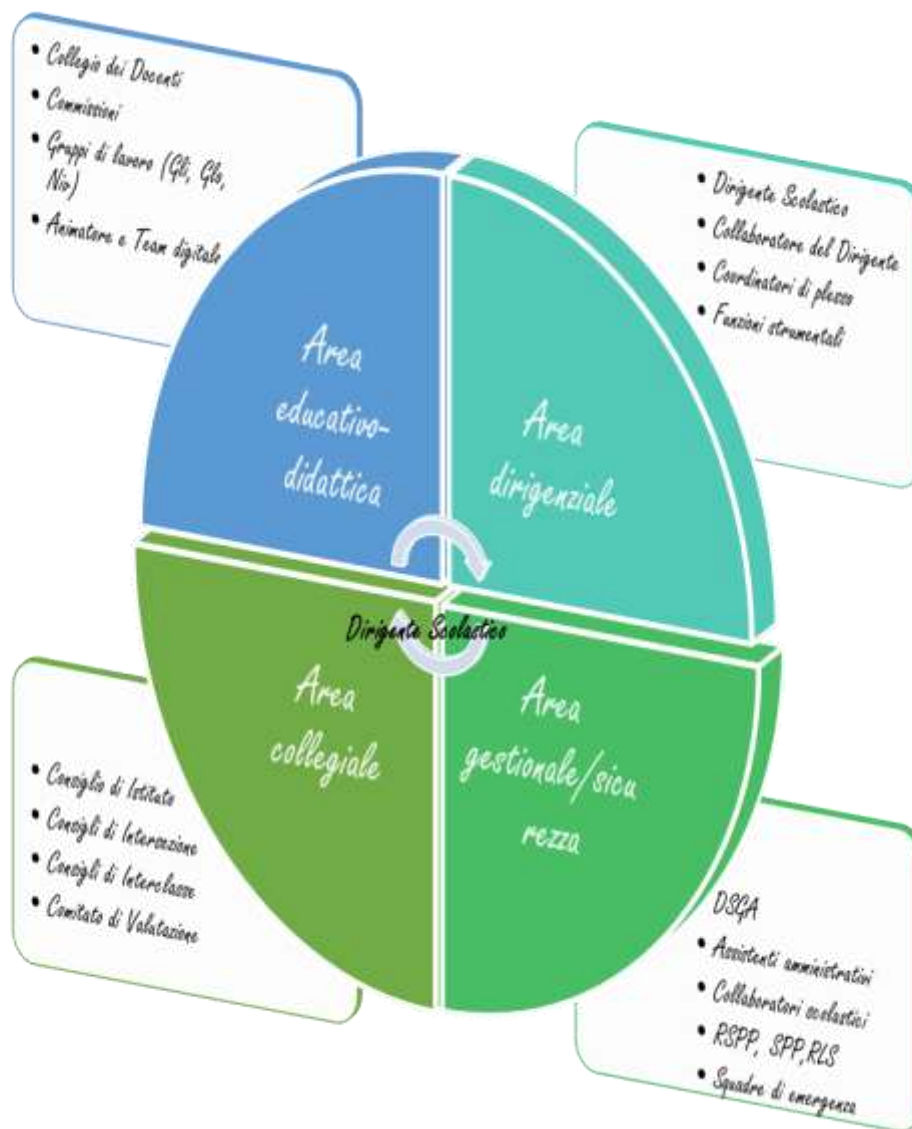 • Collegio dei Docenti
• Commissioni
• Gruppi di lavoro (Gli, Glo,
Niv)
• Animatore e Team digitale
• Dirigente Scolastico
• Collaboratore del Dirigente
• Coordinatori di plesso
• Funzioni strumentali
Area
educativo-
didattica
Area
dirigenziale
Dirigente Scolastico
Area
collegiale
Area
gestionale/sicu
rezza
• Consiglio di Istituto
• Consigli di Intersezione
• Consigli di Interclasse
• Comitato di Valutazione
DSGA
• Assistenti amministrativi
• Collaboratori scolastici
• RSPP, SPP,RLS
• Squadre di emergenza